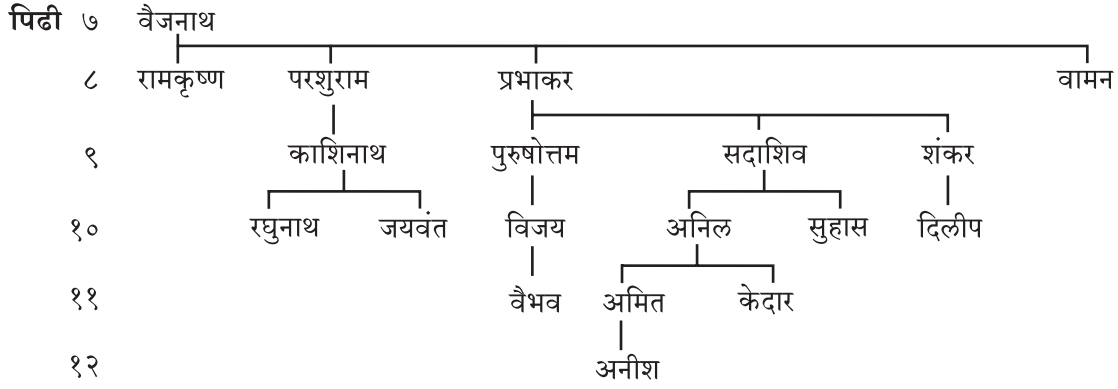 पिढी ७ वैजनाथ
८ रामकृष्ण परशुराम प्रभाकर वामन
९ काशिनाथ पुरुषोत्तम सदाशिव शंकर
१० रघुनाथ जयवंत विजय अनिल सुहास दिलीप
११ वैभव अमित केदार
१२ अनीश